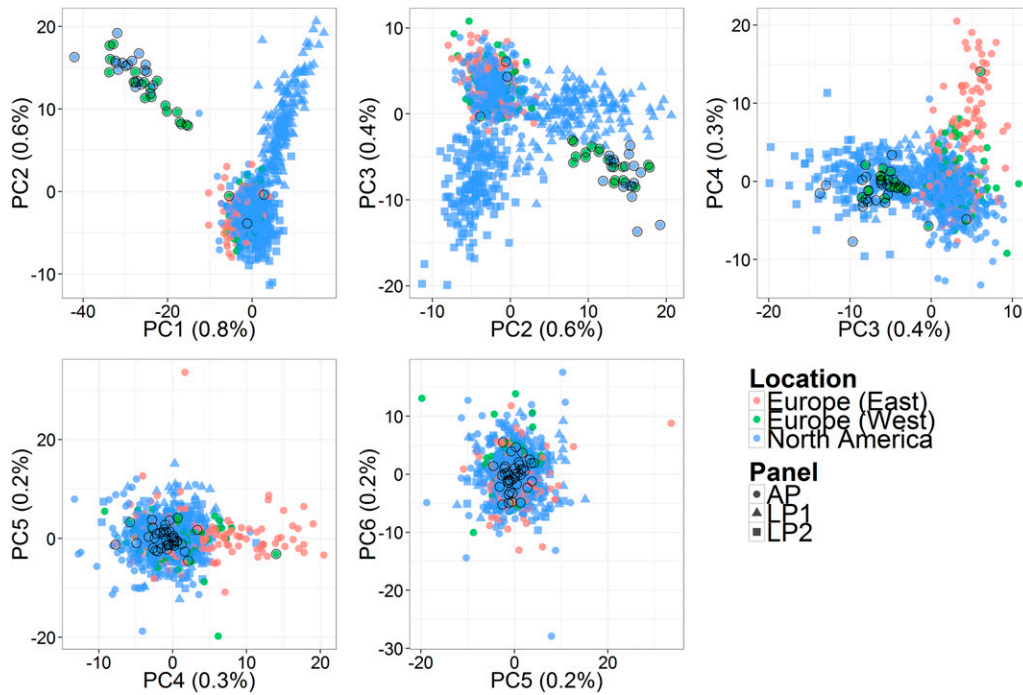 20
10
0
-10
PC2 (0.6%)
-40
-20
0
PC1 (0.8%)
10
0
-10
-20
PC3 (0.4%)
-10
0
10
20
PC2 (0.6%)
20
10
0
-10
PC4 (0.3%)
-20
-10
0
10
PC3 (0.4%)
20
0
-20
PC5 (0.2%)
-10
0
10
20
PC4 (0.3%)
10
0
-10
-20
-30
PC6 (0.2%)
-20
0
20
PC5 (0.2%)
Location
Europe (East)
Europe (West)
North America
Panel
AP
LP1
LP2